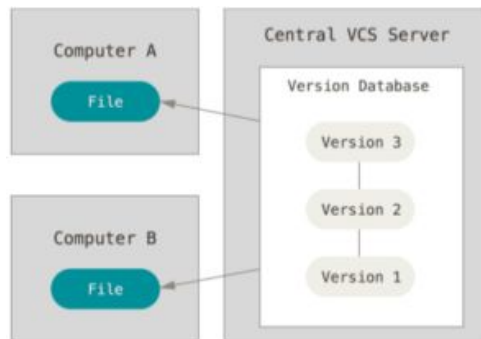 Computer A
File
Computer B
File
Central VCS Server
Version Database
Version 3
Version 2
Version 1